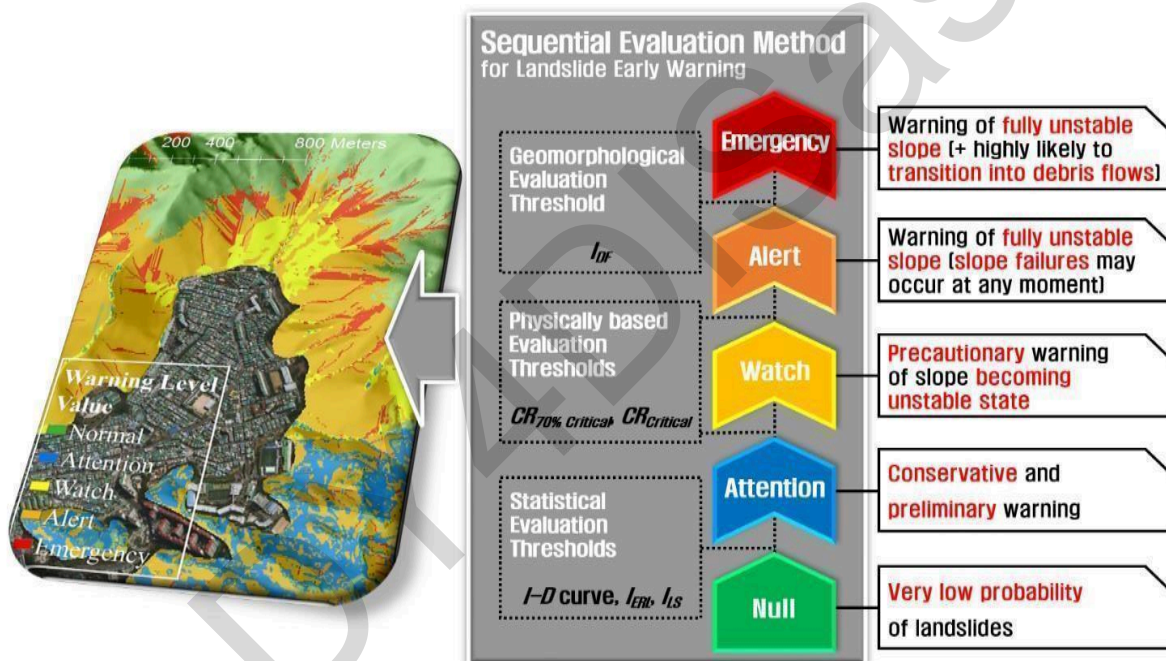 Sequential Evaluation Method
for Landslide Early Warning
200 400 800 Meters
Warning Level
Value
Normal
Attention
Watch
Alert
Emergency
Geomorphological
Evaluation
Threshold
I_DF
Physically based
Evaluation
Thresholds
CR_70% Critical, CR_Critical
Statistical
Evaluation
Thresholds
I-D curve, I_ERI, I_LS
Emergency
Alert
Watch
Attention
Null
Warning of fully unstable
slope (+ highly likely to
transition into debris flows)
Warning of fully unstable
slope (slope failures may
occur at any moment)
Precautionary warning
of slope becoming
unstable state
Conservative and
preliminary warning
Very low probability
of landslides